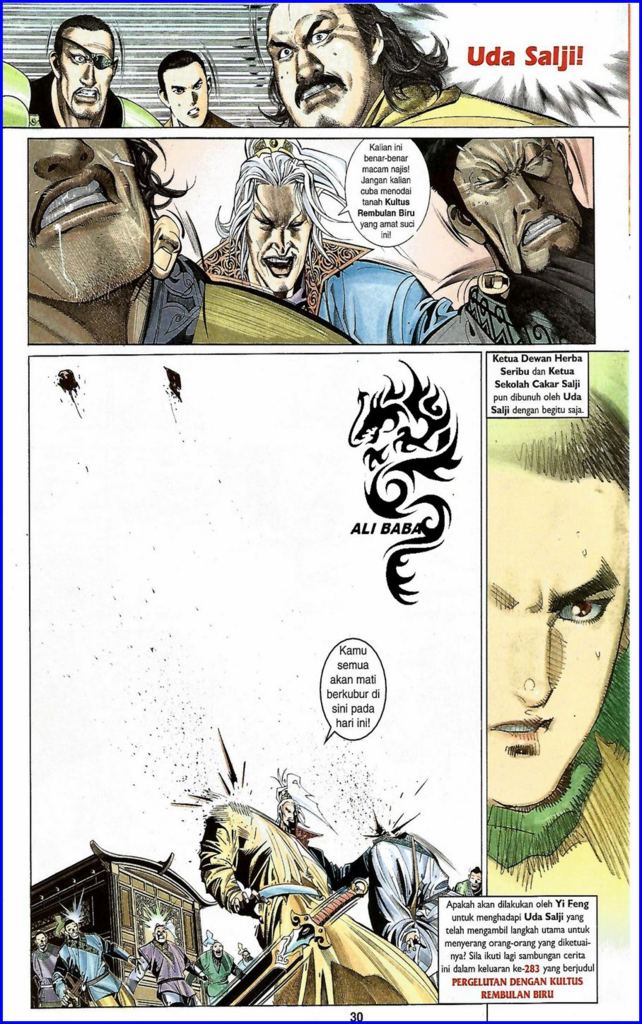 Uda Salji!
Kalian ini
benar-benar
macam najis!
Jangan kalian
cuba menodai
tanah Kultus
Rembulan Biru
yang amat suci
ini!
Ketua Dewan Herba
Seribu dan Ketua
Sekolah Cakar Salji
pun dibunuh oleh Uda
Salji dengan begitu saja.
ALI BABA
Kamu
semua
akan mati
berkubur di
sini pada
hari ini!
Apakah akan dilakukan oleh Yi Feng
untuk menghadapi Uda Salji yang
telah mengambil langkah utama untuk
menyerang orang-orang yang diketuai-
nya? Sila ikuti lagi sambungan cerita
ini dalam keluaran ke-283 yang berjudul
PERGELUTAN DENGAN KULTUS
REMBULAN BIRU
30